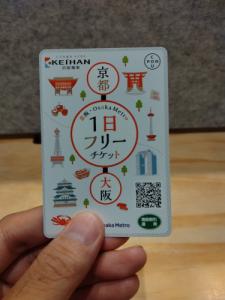 KEIHAN
京都
京阪・Osaka Metro
1日
フリー
チケット
大阪
Osaka Metro